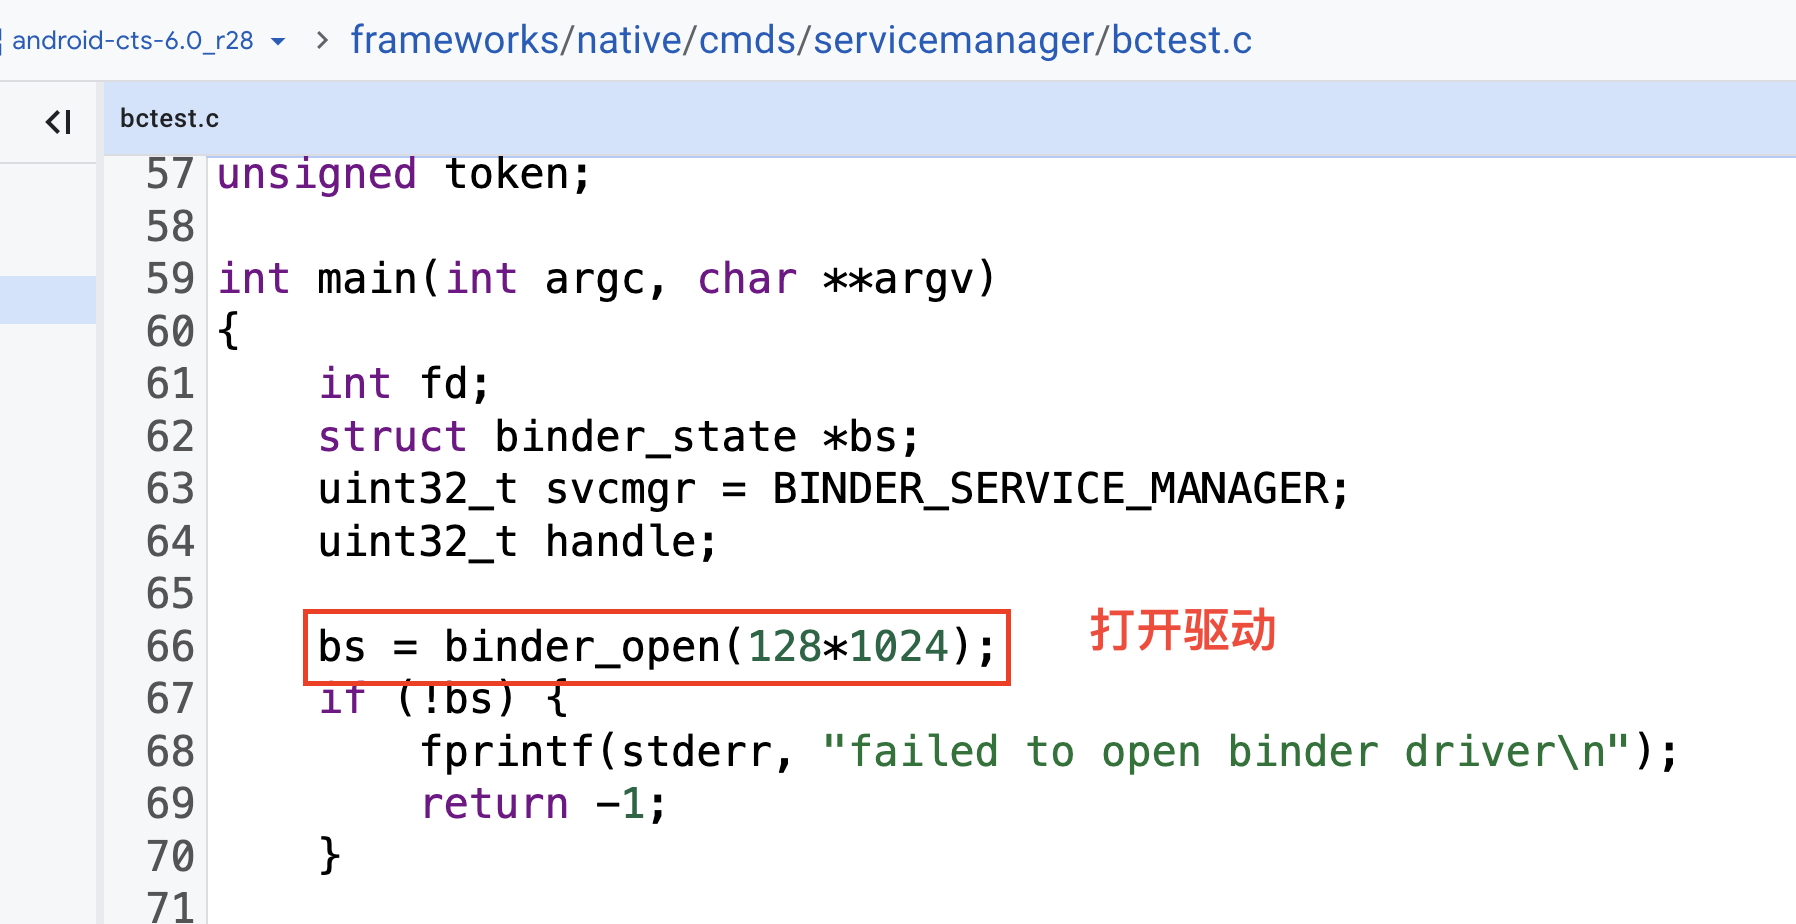 android-cts-6.0_r28 > frameworks/native/cmds/servicemanager/bctest.c
bctest.c
57 unsigned token;
58
59 int main(int argc, char **argv)
60 {
61     int fd;
62     struct binder_state *bs;
63     uint32_t svcmgr = BINDER_SERVICE_MANAGER;
64     uint32_t handle;
65
66     bs = binder_open(128*1024); 打开驱动
67     if (!bs) {
68         fprintf(stderr, "failed to open binder driver\n");
69         return -1;
70     }
71